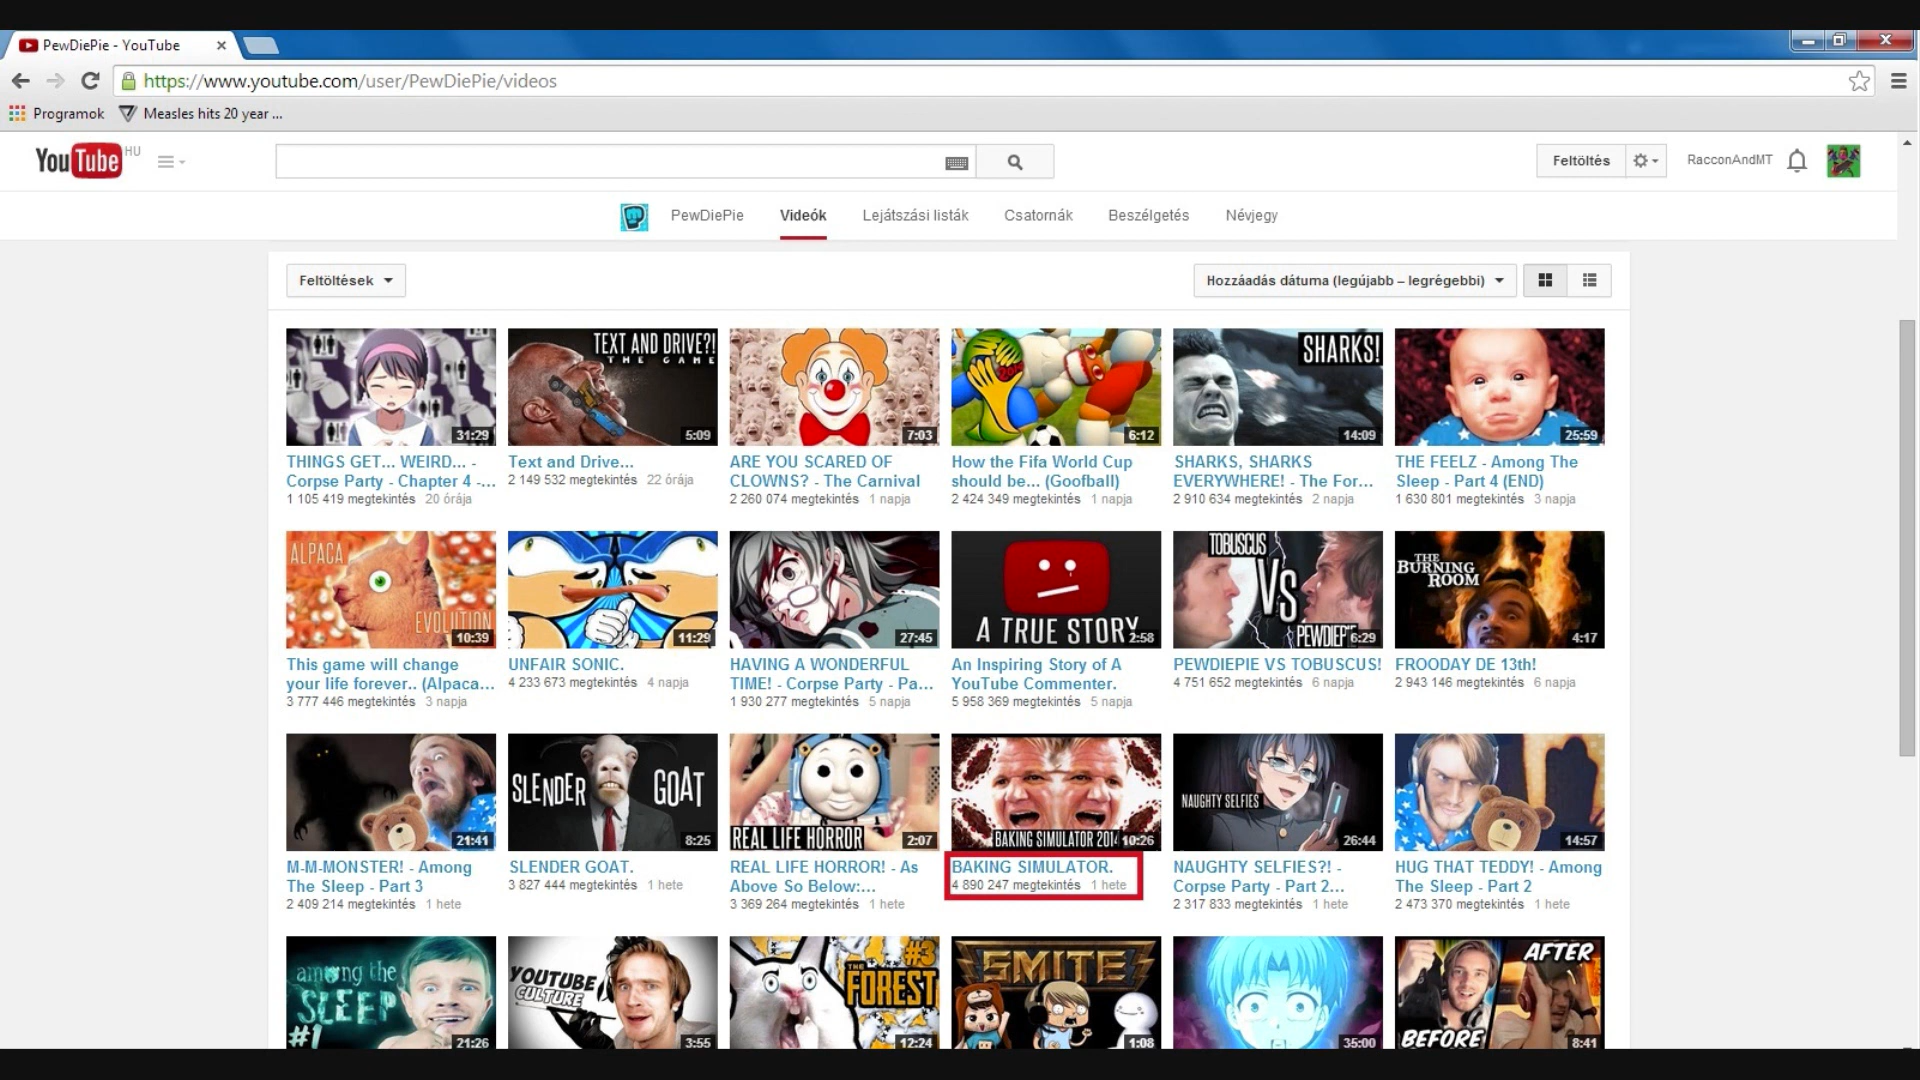 PewDiePie - YouTube
https://www.youtube.com/user/PewDiePie/videos
Programok
Measles hits 20 year ...
YouTube HU
Feltöltés
RacconAndMT
PewDiePie
Videók
Lejátszási listák
Csatornák
Beszélgetés
Névjegy
Feltöltések
Hozzáadás dátuma (legújabb – legrégebbi)
31:29
TEXT AND DRIVE?!
THE GAME
5:09
7:03
6:12
SHARKS!
14:09
25:59
THINGS GET... WEIRD... -
Corpse Party - Chapter 4 -...
1 105 419 megtekintés 20 órája
Text and Drive...
2 149 532 megtekintés 22 órája
ARE YOU SCARED OF
CLOWNS? - The Carnival
2 260 074 megtekintés 1 napja
How the Fifa World Cup
should be... (Goofball)
2 424 349 megtekintés 1 napja
SHARKS, SHARKS
EVERYWHERE! - The For...
2 910 634 megtekintés 2 napja
THE FEELZ - Among The
Sleep - Part 4 (END)
1 630 801 megtekintés 3 napja
ALPACA
EVOLUTION
10:39
11:29
27:45
A TRUE STORY
2:58
TOBUSCUS
VS
PEWDIEPIE
6:29
THE
BURNING
ROOM
4:17
This game will change
your life forever.. (Alpaca...
3 777 446 megtekintés 3 napja
UNFAIR SONIC.
4 233 673 megtekintés 4 napja
HAVING A WONDERFUL
TIME! - Corpse Party - Pa...
1 930 277 megtekintés 5 napja
An Inspiring Story of A
YouTube Commenter.
5 958 369 megtekintés 5 napja
PEWDIEPIE VS TOBUSCUS!
4 751 652 megtekintés 6 napja
FROODAY DE 13th!
2 943 146 megtekintés 6 napja
21:41
SLENDER GOAT
8:25
REAL LIFE HORROR
2:07
BAKING SIMULATOR 2014
10:26
NAUGHTY SELFIES
26:44
14:57
M-M-MONSTER! - Among
The Sleep - Part 3
2 409 214 megtekintés 1 hete
SLENDER GOAT.
3 827 444 megtekintés 1 hete
REAL LIFE HORROR! - As
Above So Below:...
3 369 264 megtekintés 1 hete
BAKING SIMULATOR.
4 890 247 megtekintés 1 hete
NAUGHTY SELFIES?! -
Corpse Party - Part 2...
2 317 833 megtekintés 1 hete
HUG THAT TEDDY! - Among
The Sleep - Part 2
2 473 370 megtekintés 1 hete
among the
SLEEP
#1
21:26
YOUTUBE
CULTURE
3:55
#3
THE
FOREST
12:24
SMITE
1:08
35:00
AFTER
BEFORE
8:41